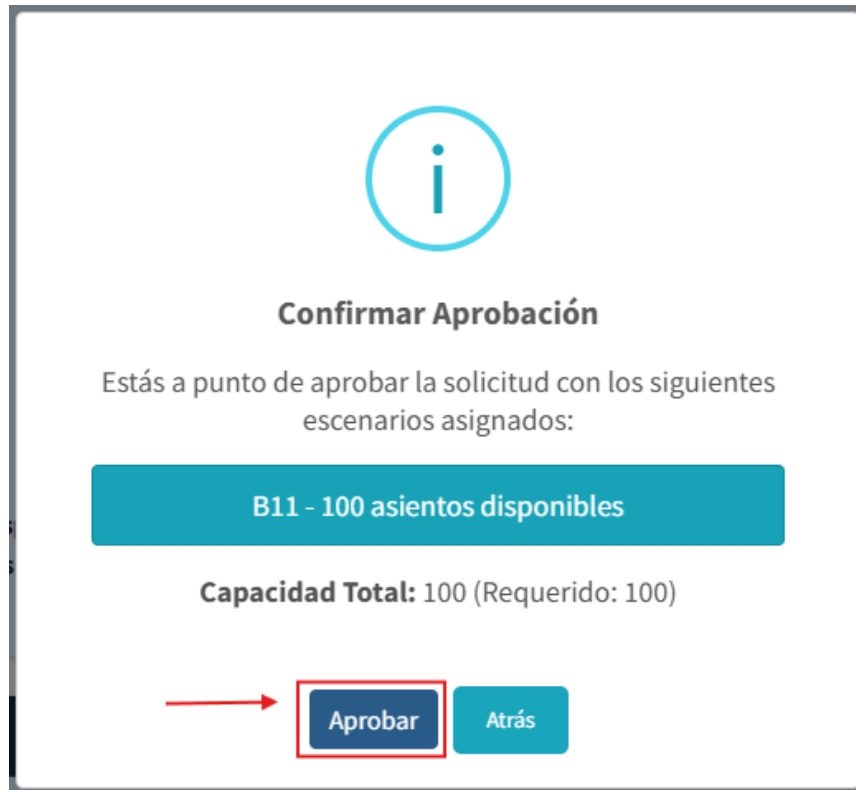 i
Confirmar Aprobación
Estás a punto de aprobar la solicitud con los siguientes
escenarios asignados:
B11 - 100 asientos disponibles
Capacidad Total: 100 (Requerido: 100)
Aprobar
Atrás